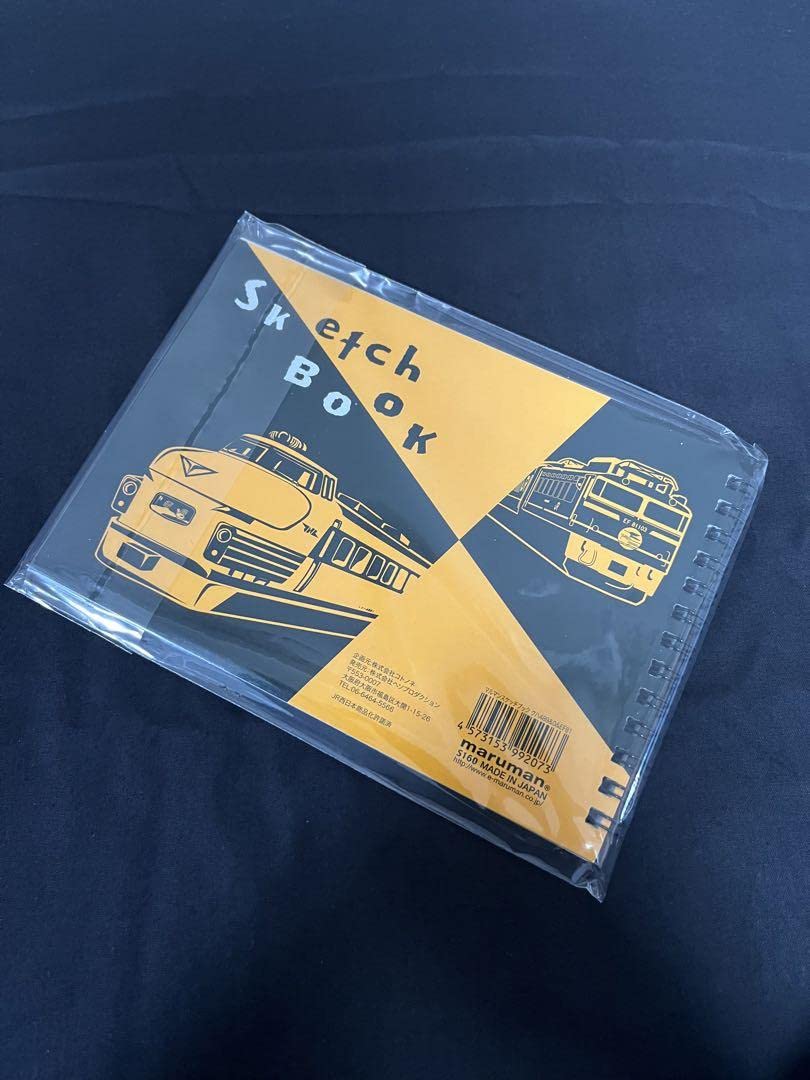 Sketch
BOOK
EF 81103
企画元:株式会社コトノキ
発売元:株式会社ヘソプロダクション
〒553-0007
大阪府大阪市福島区大開1-15-26
TEL:06-6464-5566
JR西日本商品化許諾済
4 573153 992073
maruman®
S160 MADE IN JAPAN
http://www.e-maruman.co.jp/